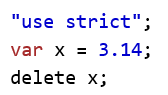 "use strict";
var x = 3.14;
delete x;